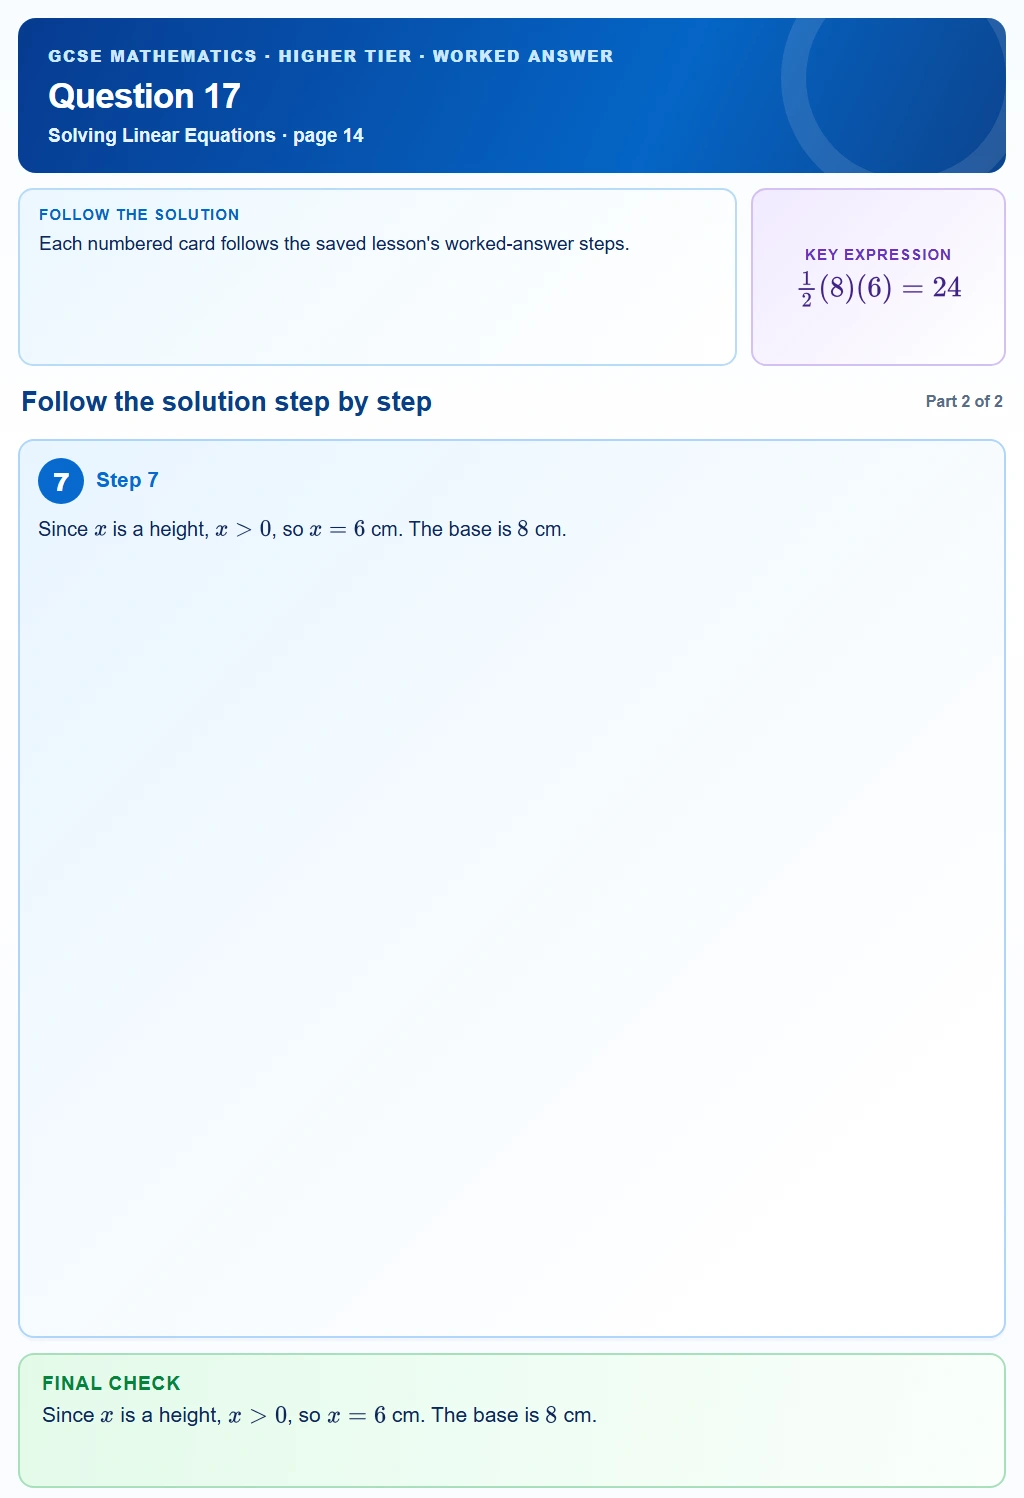 GCSE MATHEMATICS · HIGHER TIER · WORKED ANSWER
Question 17
Solving Linear Equations · page 14
FOLLOW THE SOLUTION
Each numbered card follows the saved lesson's worked-answer steps.
KEY EXPRESSION
$\frac{1}{2}(8)(6) = 24$
Follow the solution step by step
Part 2 of 2
7 Step 7
Since $x$ is a height, $x > 0$, so $x = 6$ cm. The base is $8$ cm.
FINAL CHECK
Since $x$ is a height, $x > 0$, so $x = 6$ cm. The base is $8$ cm.